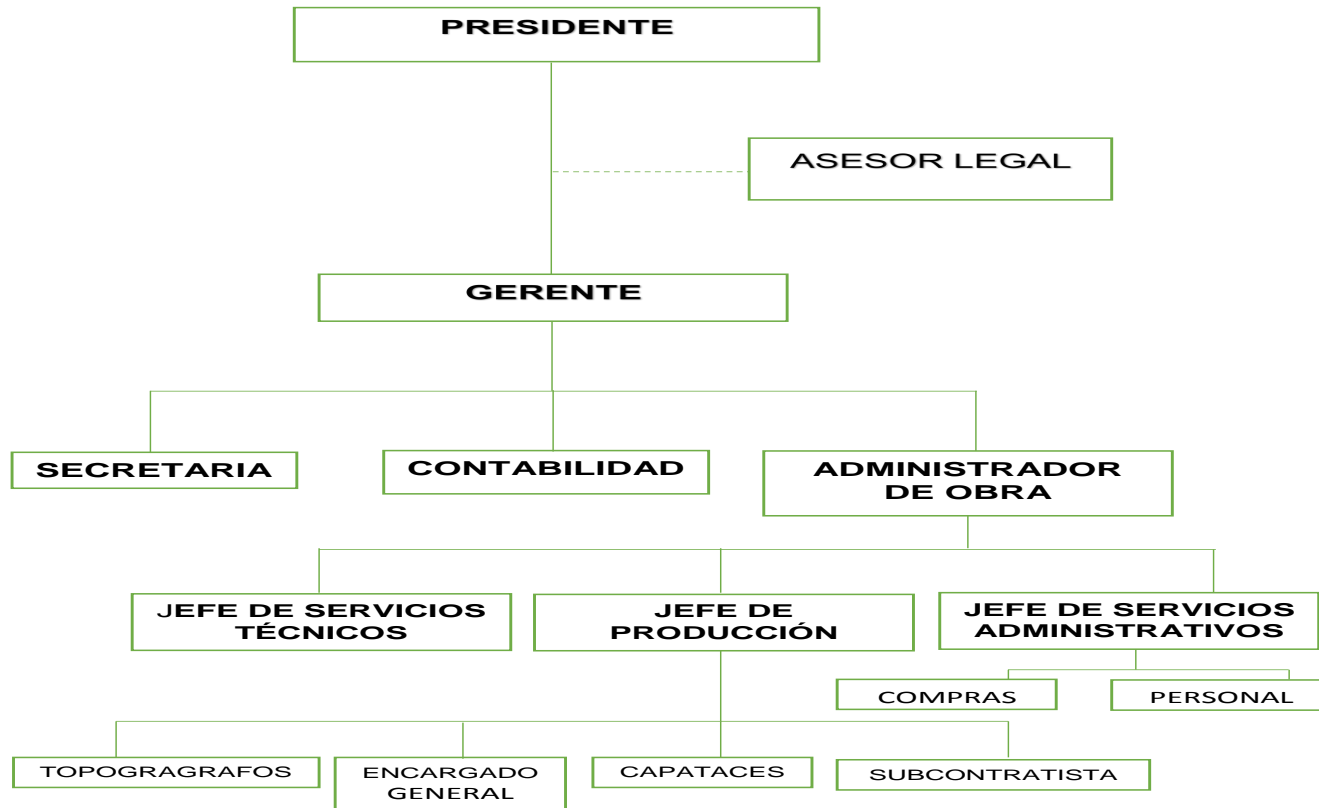 PRESIDENTE
ASESOR LEGAL
GERENTE
SECRETARIA
CONTABILIDAD
ADMINISTRADOR
DE OBRA
JEFE DE SERVICIOS
TÉCNICOS
JEFE DE
PRODUCCIÓN
JEFE DE SERVICIOS
ADMINISTRATIVOS
COMPRAS
PERSONAL
TOPOGRAGRAFOS
ENCARGADO
GENERAL
CAPATACES
SUBCONTRATISTA